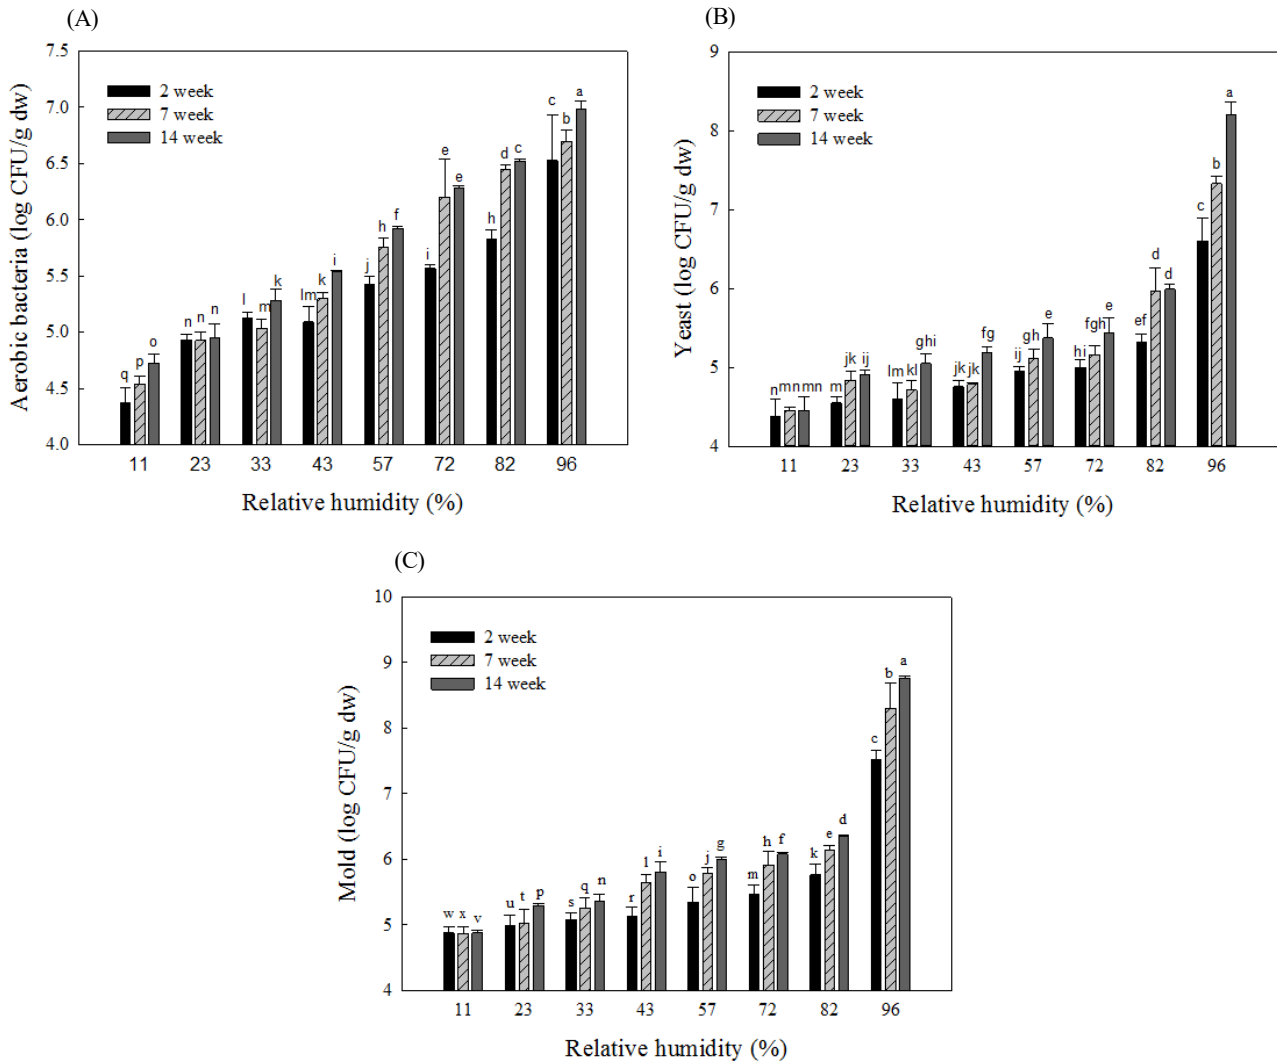 (A)
7.5
7.0
6.5
6.0
5.5
5.0
4.5
4.0
Aerobic bacteria (log CFU/g dw)
2 week
7 week
14 week
q p o
n n n
l m k
lm k i
j h f
i e e
h d c
c b a
11 23 33 43 57 72 82 96
Relative humidity (%)
(B)
9
8
7
6
5
4
Yeast (log CFU/g dw)
2 week
7 week
14 week
n mn mn
m jk ij
lm kl ghi
jk jk fg
ij gh e
hi fgh e
ef d d
c b a
11 23 33 43 57 72 82 96
Relative humidity (%)
(C)
10
9
8
7
6
5
4
Mold (log CFU/g dw)
2 week
7 week
14 week
w x v
u t p
s q n
r l i
o j g
m h f
k e d
c b a
11 23 33 43 57 72 82 96
Relative humidity (%)